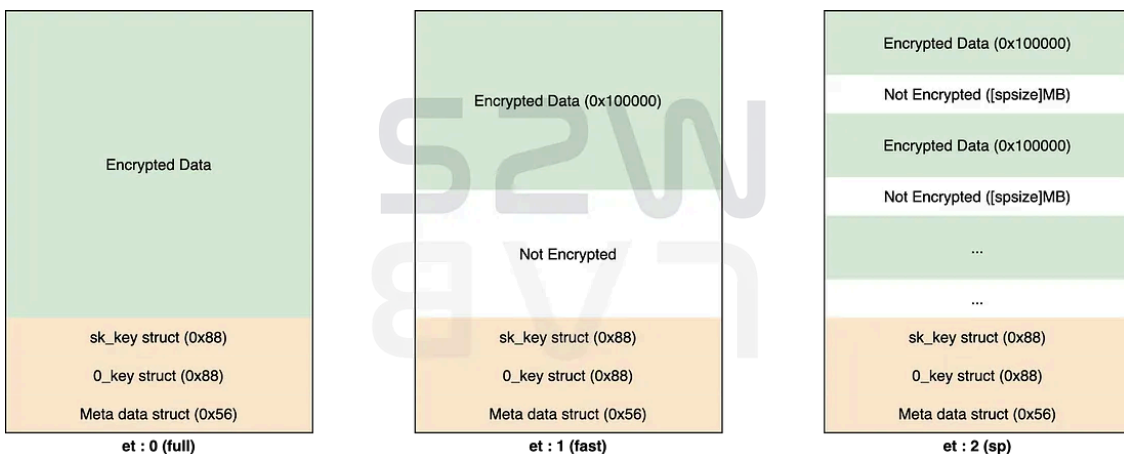 Encrypted Data
sk_key struct (0x88)
0_key struct (0x88)
Meta data struct (0x56)
et : 0 (full)
Encrypted Data (0x100000)
Not Encrypted
sk_key struct (0x88)
0_key struct (0x88)
Meta data struct (0x56)
et : 1 (fast)
Encrypted Data (0x100000)
Not Encrypted ([spsize]MB)
Encrypted Data (0x100000)
Not Encrypted ([spsize]MB)
...
...
sk_key struct (0x88)
0_key struct (0x88)
Meta data struct (0x56)
et : 2 (sp)
S2W
LAB